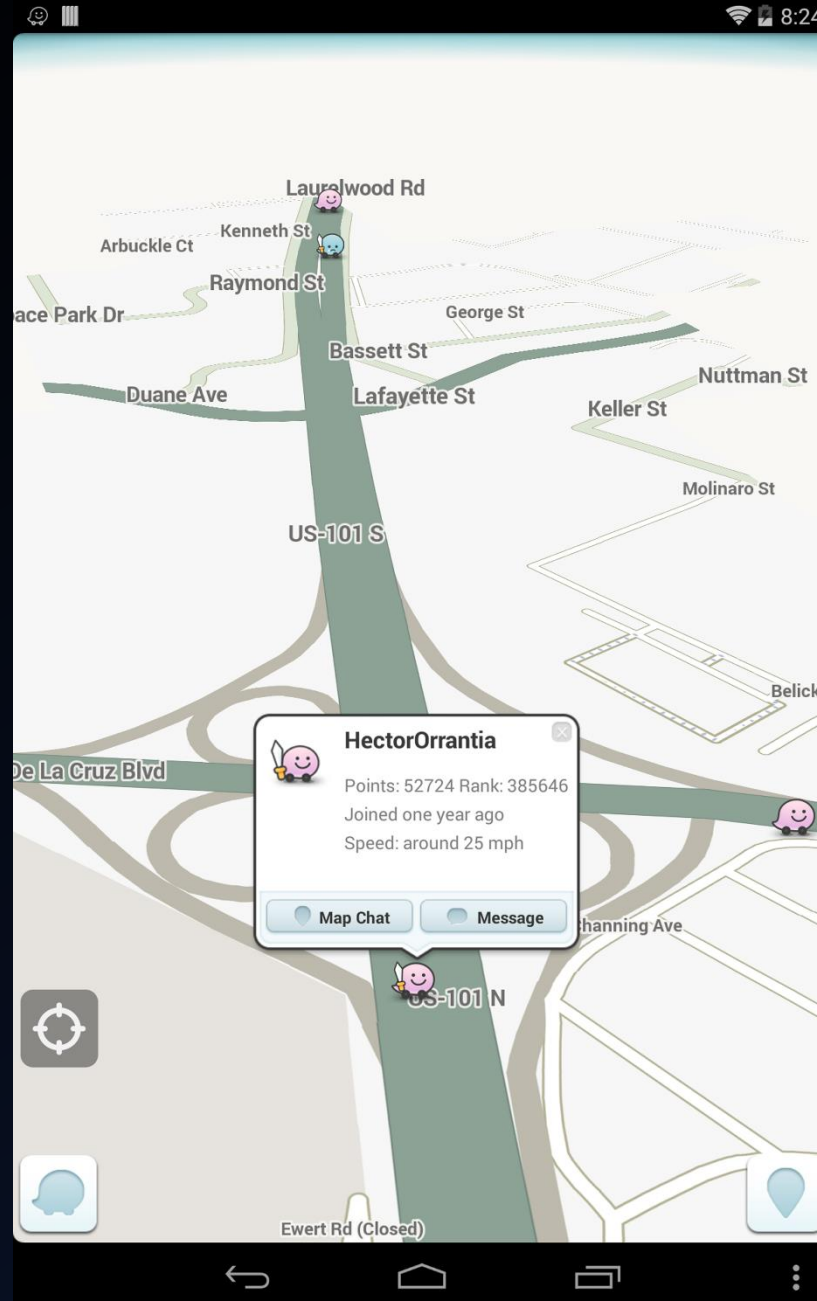 8:24
Laurelwood Rd
Kenneth St
Arbuckle Ct
Raymond St
ace Park Dr
George St
Bassett St
Nuttman St
Duane Ave
Lafayette St
Keller St
Molinaro St
US-101 S
Belick
HectorOrrantia
De La Cruz Blvd
Points: 52724 Rank: 385646
Joined one year ago
Speed: around 25 mph
Map Chat
Message
hanning Ave
US-101 N
Ewert Rd (Closed)